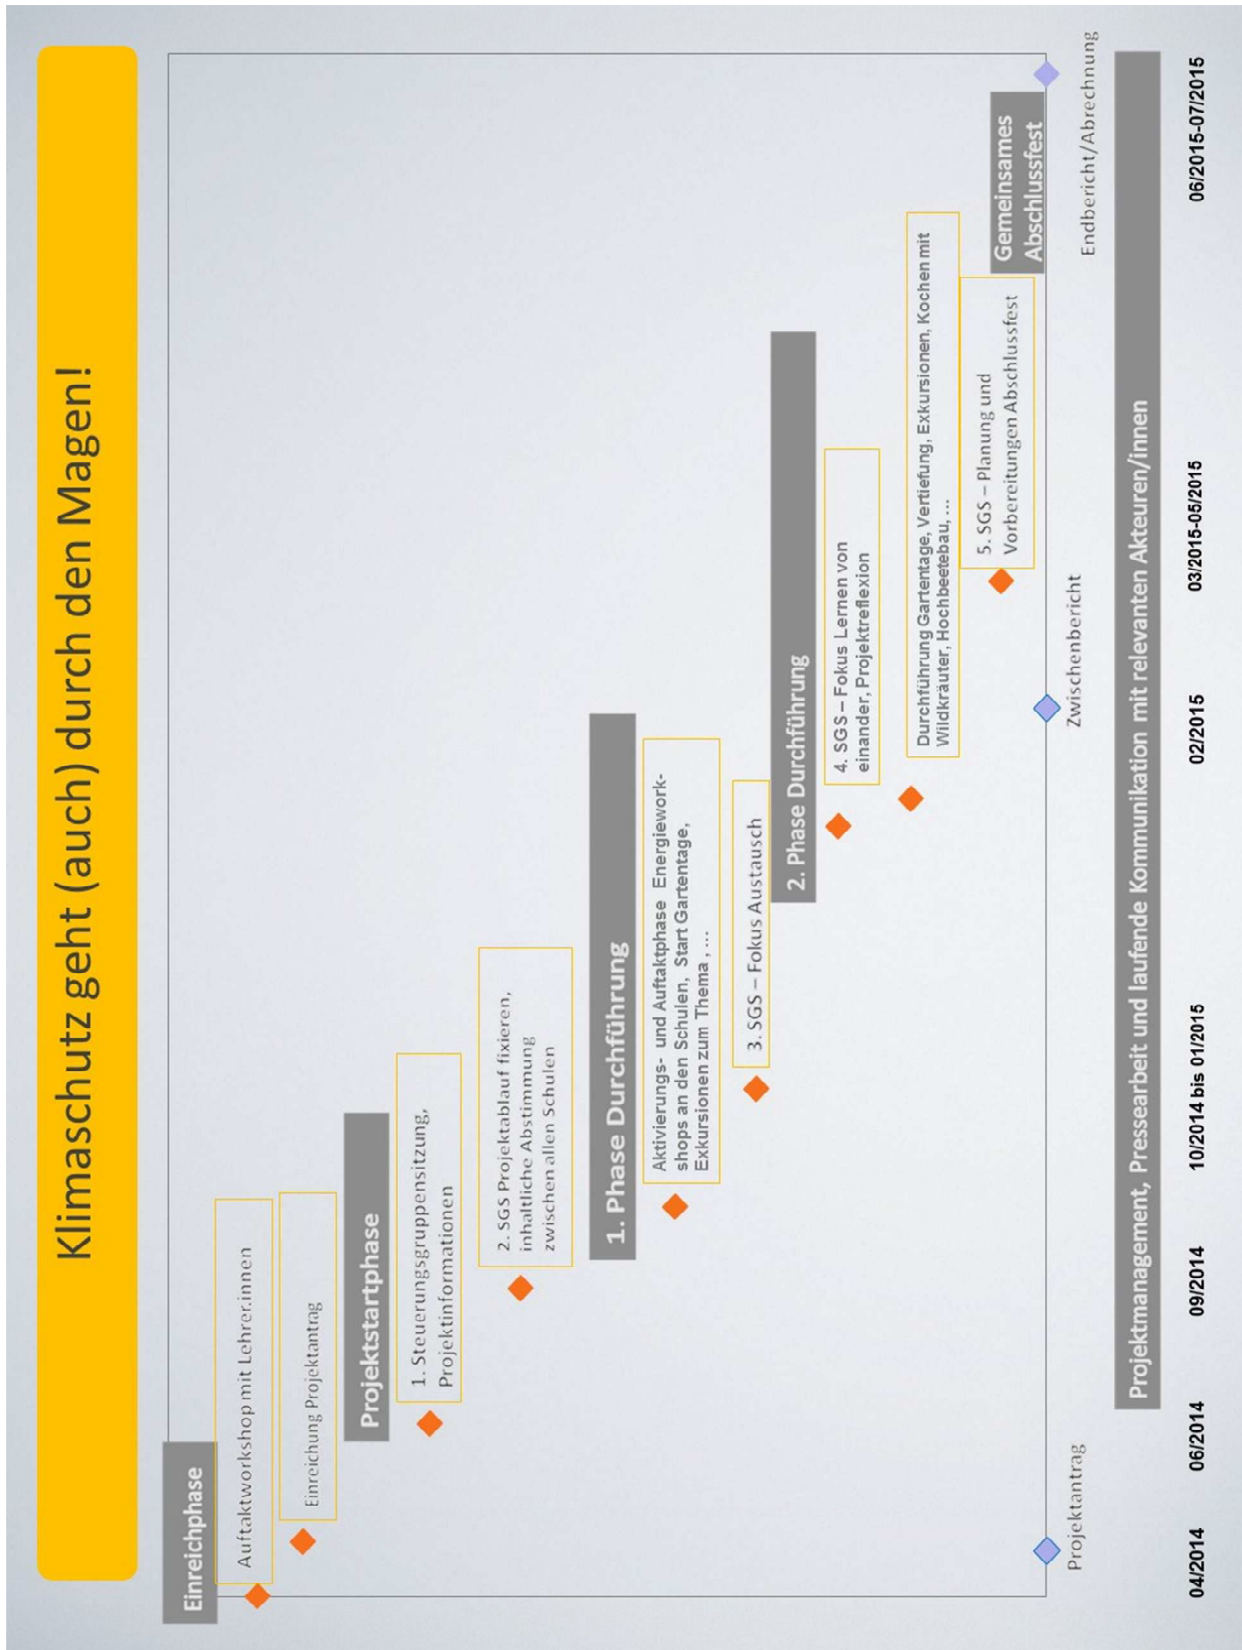 Klimaschutz geht (auch) durch den Magen!
Einreichphase
Auftaktworkshop mit Lehrer.innen
Einreichung Projektantrag
Projektstartphase
1. Steuerungsgruppensitzung,
Projektinformationen
2. SGS Projektablauf fixieren,
inhaltliche Abstimmung
zwischen allen Schulen
1. Phase Durchführung
Aktivierungs- und Auftaktphase Energiework-
shops an den Schulen, Start Gartentage,
Exkursionen zum Thema , ...
3. SGS – Fokus Austausch
2. Phase Durchführung
4. SGS – Fokus Lernen von
einander, Projektreflexion
Durchführung Gartentage, Vertiefung, Exkursionen, Kochen mit
Wildkräuter, Hochbeetebau, ...
5. SGS – Planung und
Vorbereitungen Abschlussfest
Gemeinsames
Abschlussfest
Projektantrag
Zwischenbericht
Endbericht/Abrechnung
Projektmanagement, Pressearbeit und laufende Kommunikation mit relevanten Akteuren/innen
04/2014
06/2014
09/2014
10/2014 bis 01/2015
02/2015
03/2015-05/2015
06/2015-07/2015